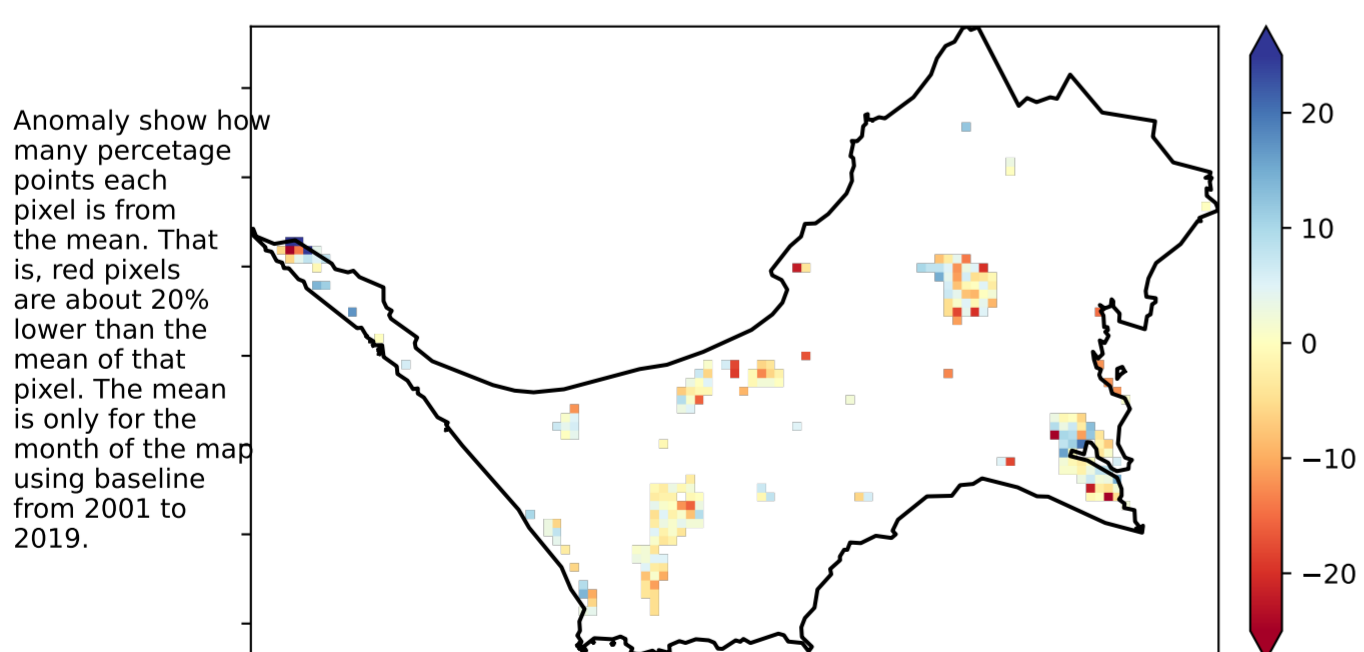 Anomaly show how
many percetage
points each
pixel is from
the mean. That
is, red pixels
are about 20%
lower than the
mean of that
pixel. The mean
is only for the
month of the map
using baseline
from 2001 to
2019.
20
10
0
−10
−20